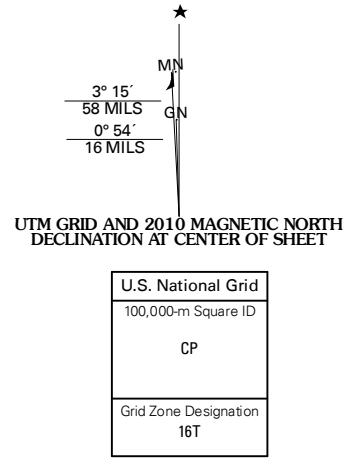 ★
MN
3° 15´
58 MILS
GN
0° 54´
16 MILS
UTM GRID AND 2010 MAGNETIC NORTH
DECLINATION AT CENTER OF SHEET
U.S. National Grid
100,000-m Square ID
CP
Grid Zone Designation
16T